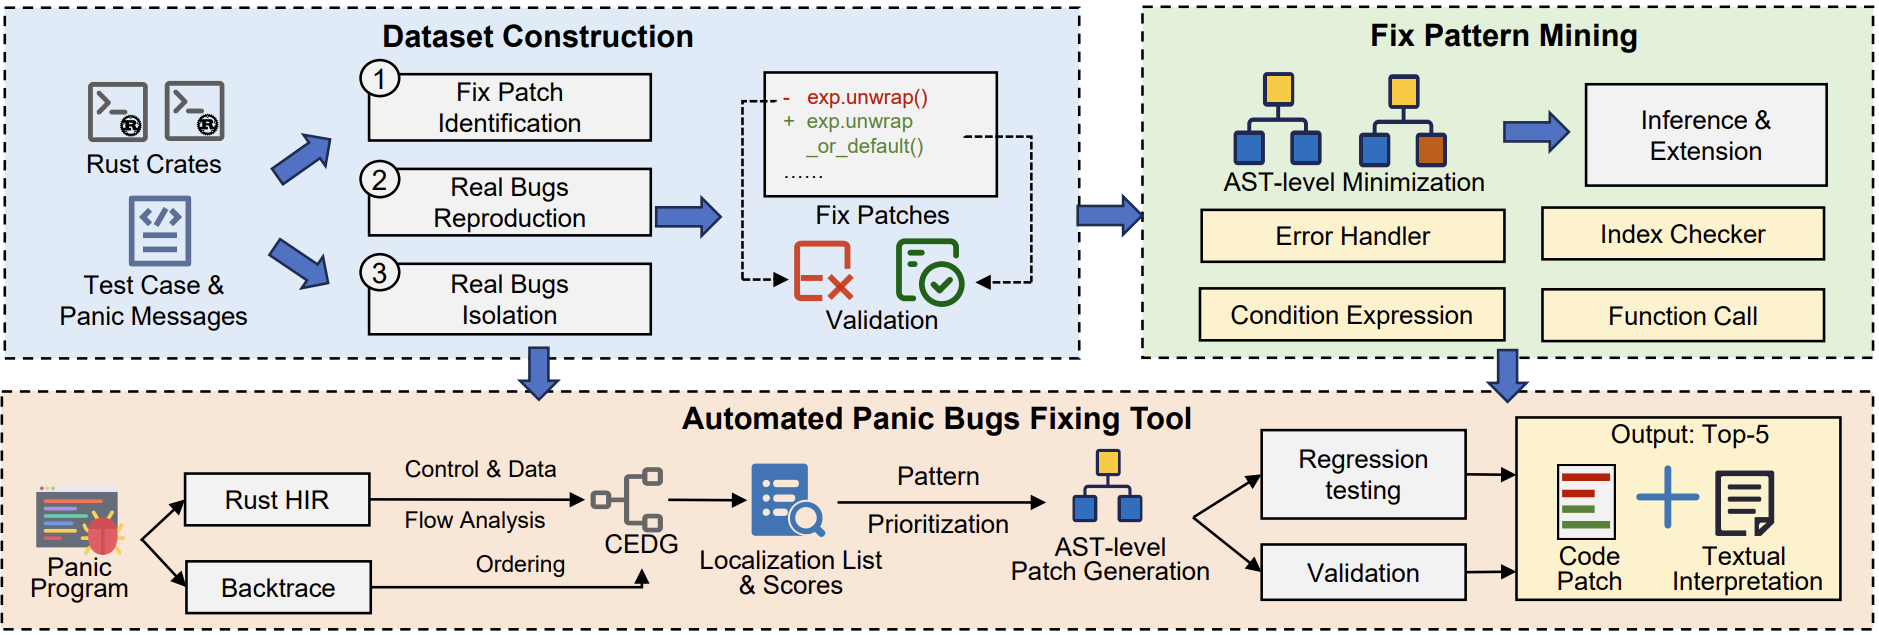 Dataset Construction
Rust Crates
Test Case &
Panic Messages
1
Fix Patch
Identification
2
Real Bugs
Reproduction
3
Real Bugs
Isolation
- exp.unwrap()
+ exp.unwrap
_or_default()
......
Fix Patches
Validation
Fix Pattern Mining
AST-level Minimization
Inference &
Extension
Error Handler
Index Checker
Condition Expression
Function Call
Automated Panic Bugs Fixing Tool
Panic
Program
Rust HIR
Backtrace
Control & Data
Flow Analysis
Ordering
CEDG
Localization List
& Scores
Pattern
Prioritization
AST-level
Patch Generation
Regression
testing
Validation
Output: Top-5
Code
Patch
Textual
Interpretation